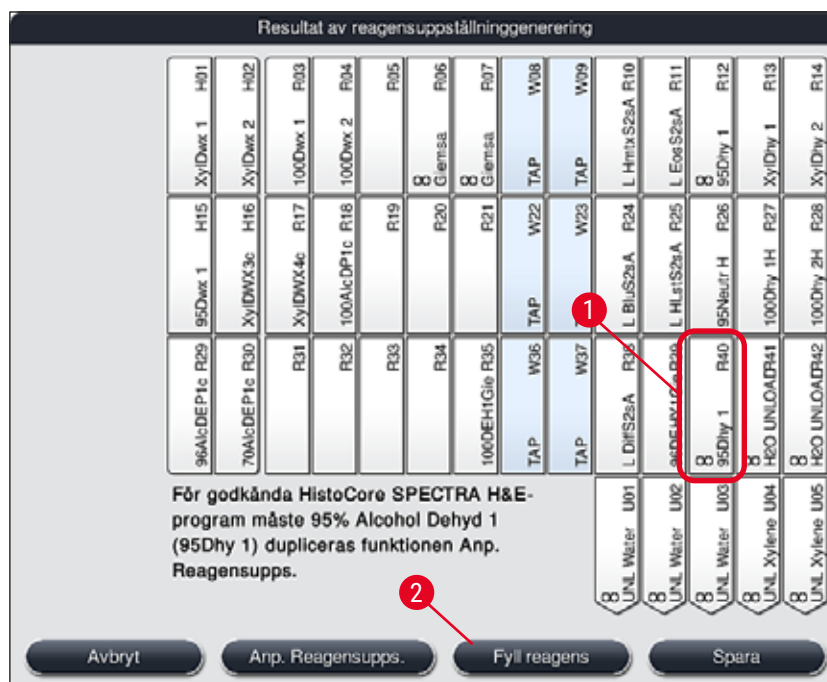 Resultat av reagensuppställninggenerering
XylDwx 1 H01
XylDwx 2 H02
100Dwx 1 R03
100Dwx 2 R04
R05
∞ Giemsa R06
∞ Giemsa R07
TAP W08
TAP W09
L HmtxS2sA R10
L EosS2sA R11
∞ 95Dhy 1 R12
XylDhy 1 R13
XylDhy 2 R14
95Dwx 1 H15
XylDWX3c H16
XylDWX4c R17
100AlcDP1c R18
R19
R20
R21
TAP W22
TAP W23
L BluS2sA R24
L HLstS2sA R25
95Neutr H R26
100Dhy 1H R27
100Dhy 2H R28
96AlcDEP1c R29
70AlcDEP1c R30
R31
R32
R33
R34
100DEH1Gie R35
TAP W36
TAP W37
L DifS2sA R38
R39
∞ 95Dhy 1 R40
∞ H2O UNLOAD R41
∞ H2O UNLOAD R42
∞ UNL Water U01
∞ UNL Water U02
∞ UNL Water U03
∞ UNL Xylene U04
∞ UNL Xylene U05
1
För godkända HistoCore SPECTRA H&E-
program måste 95% Alcohol Dehyd 1
(95Dhy 1) dupliceras funktionen Anp.
Reagensupps.
2
Avbryt
Anp. Reagensupps.
Fyll reagens
Spara